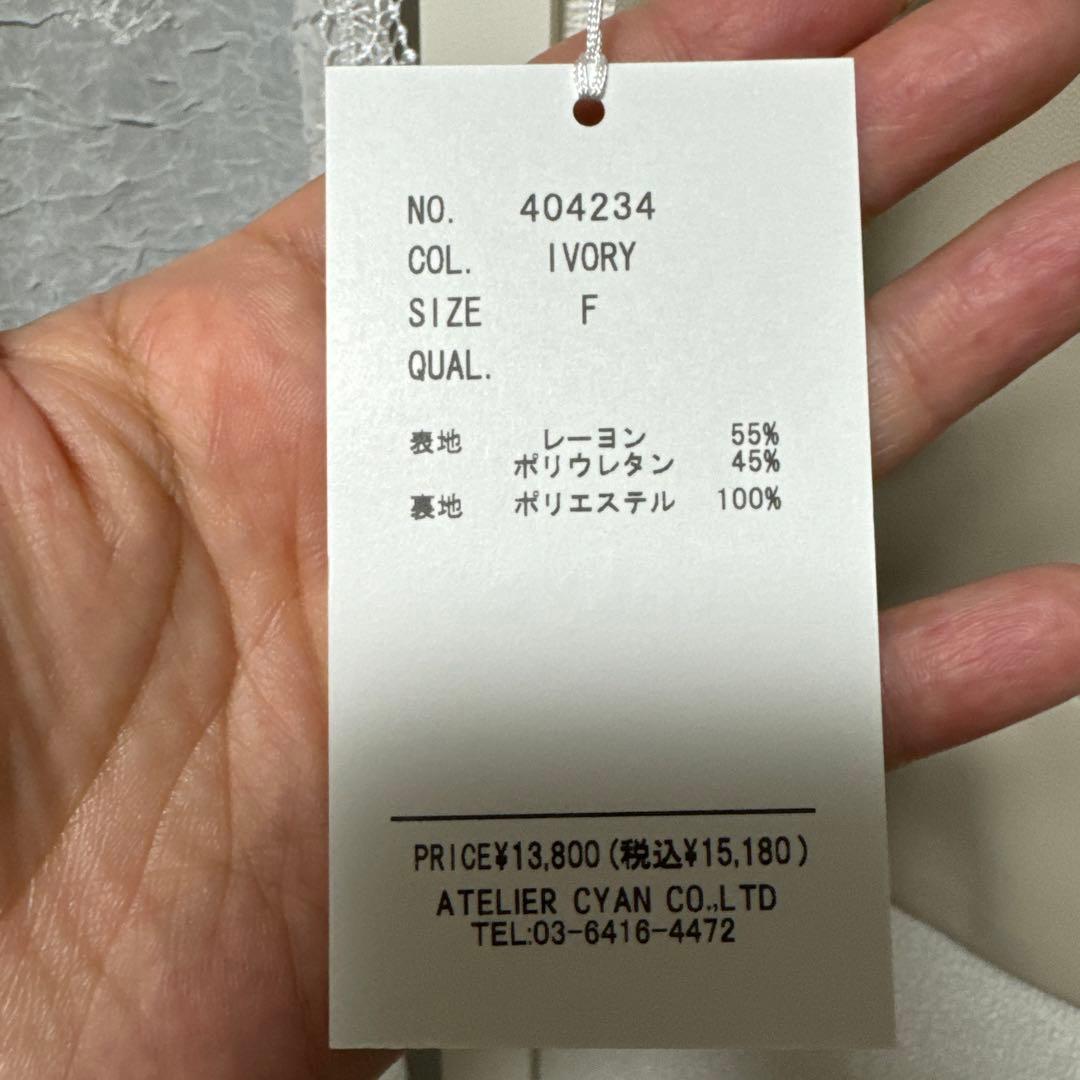 NO. 404234
COL. IVORY
SIZE F
QUAL.
表地 レーヨン 55%
ポリウレタン 45%
裏地 ポリエステル 100%
PRICE¥13,800(税込¥15,180)
ATELIER CYAN CO.,LTD
TEL:03-6416-4472